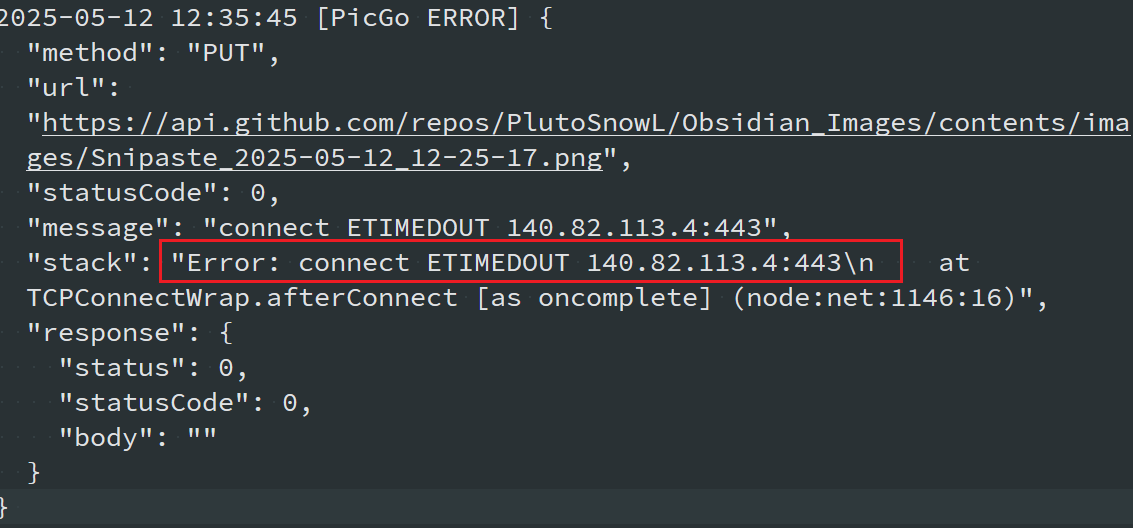 2025-05-12 12:35:45 [PicGo ERROR] {
"method": "PUT",
"url":
"https://api.github.com/repos/PlutoSnowL/Obsidian_Images/contents/ima
ges/Snipaste_2025-05-12_12-25-17.png",
"statusCode": 0,
"message": "connect ETIMEDOUT 140.82.113.4:443",
"stack": "Error: connect ETIMEDOUT 140.82.113.4:443\n    at
TCPConnectWrap.afterConnect [as oncomplete] (node:net:1146:16)",
"response": {
"status": 0,
"statusCode": 0,
"body": ""
}
}